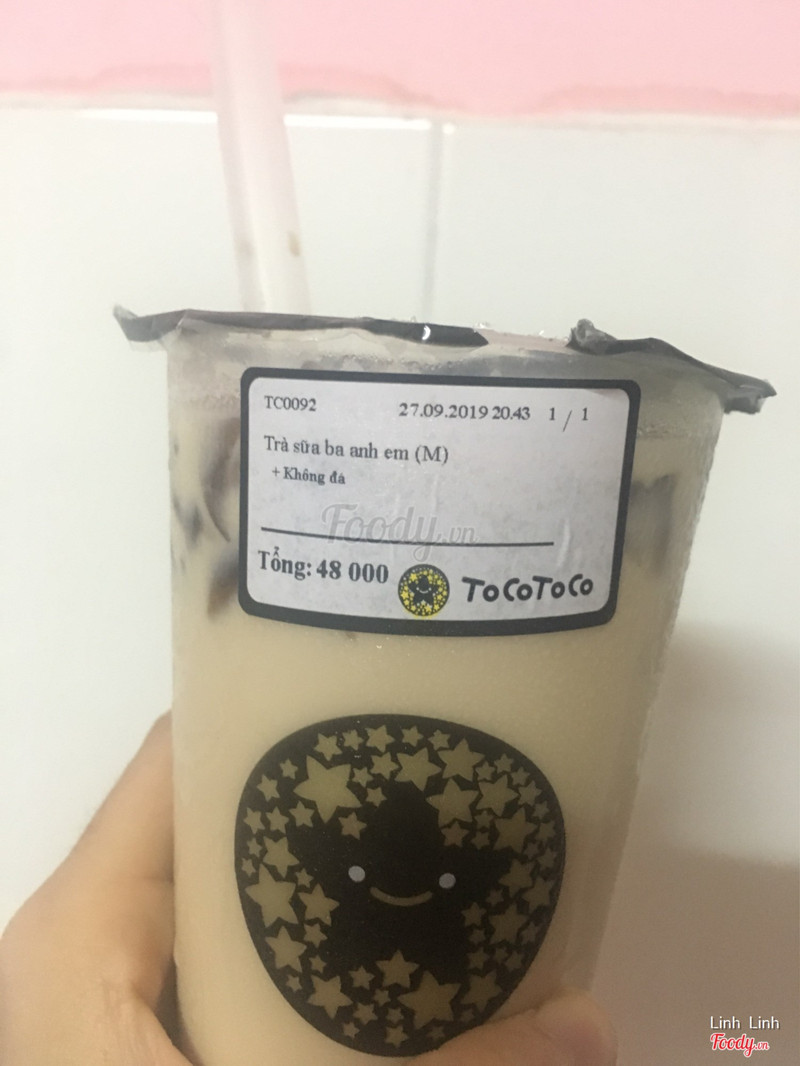 TC0092 27.09.2019 20.43 1 / 1
Trà sữa ba anh em (M)
+ Không đá
Foody.vn
Tổng: 48 000
ToCoToCo
Linh Linh
Foody.vn